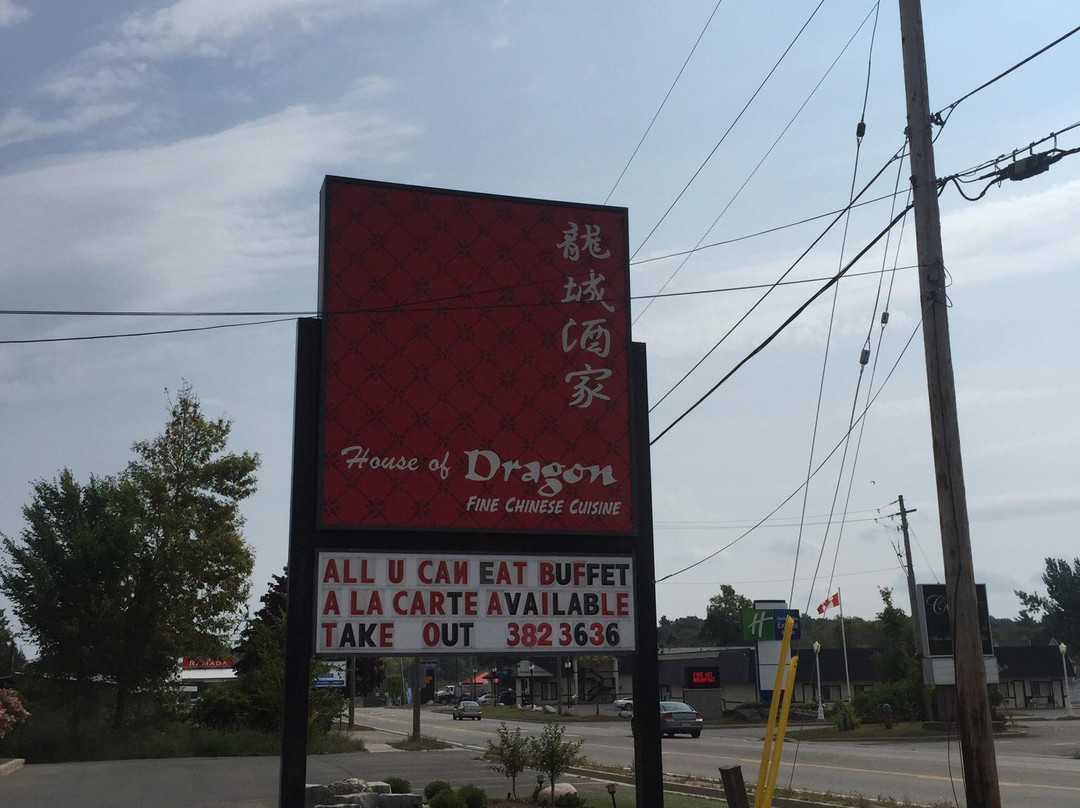 龍城酒家
House of Dragon
FINE CHINESE CUISINE
ALL U CAN EAT BUFFET
A LA CARTE AVAILABLE
TAKE OUT 382 3636
RAMADA
H